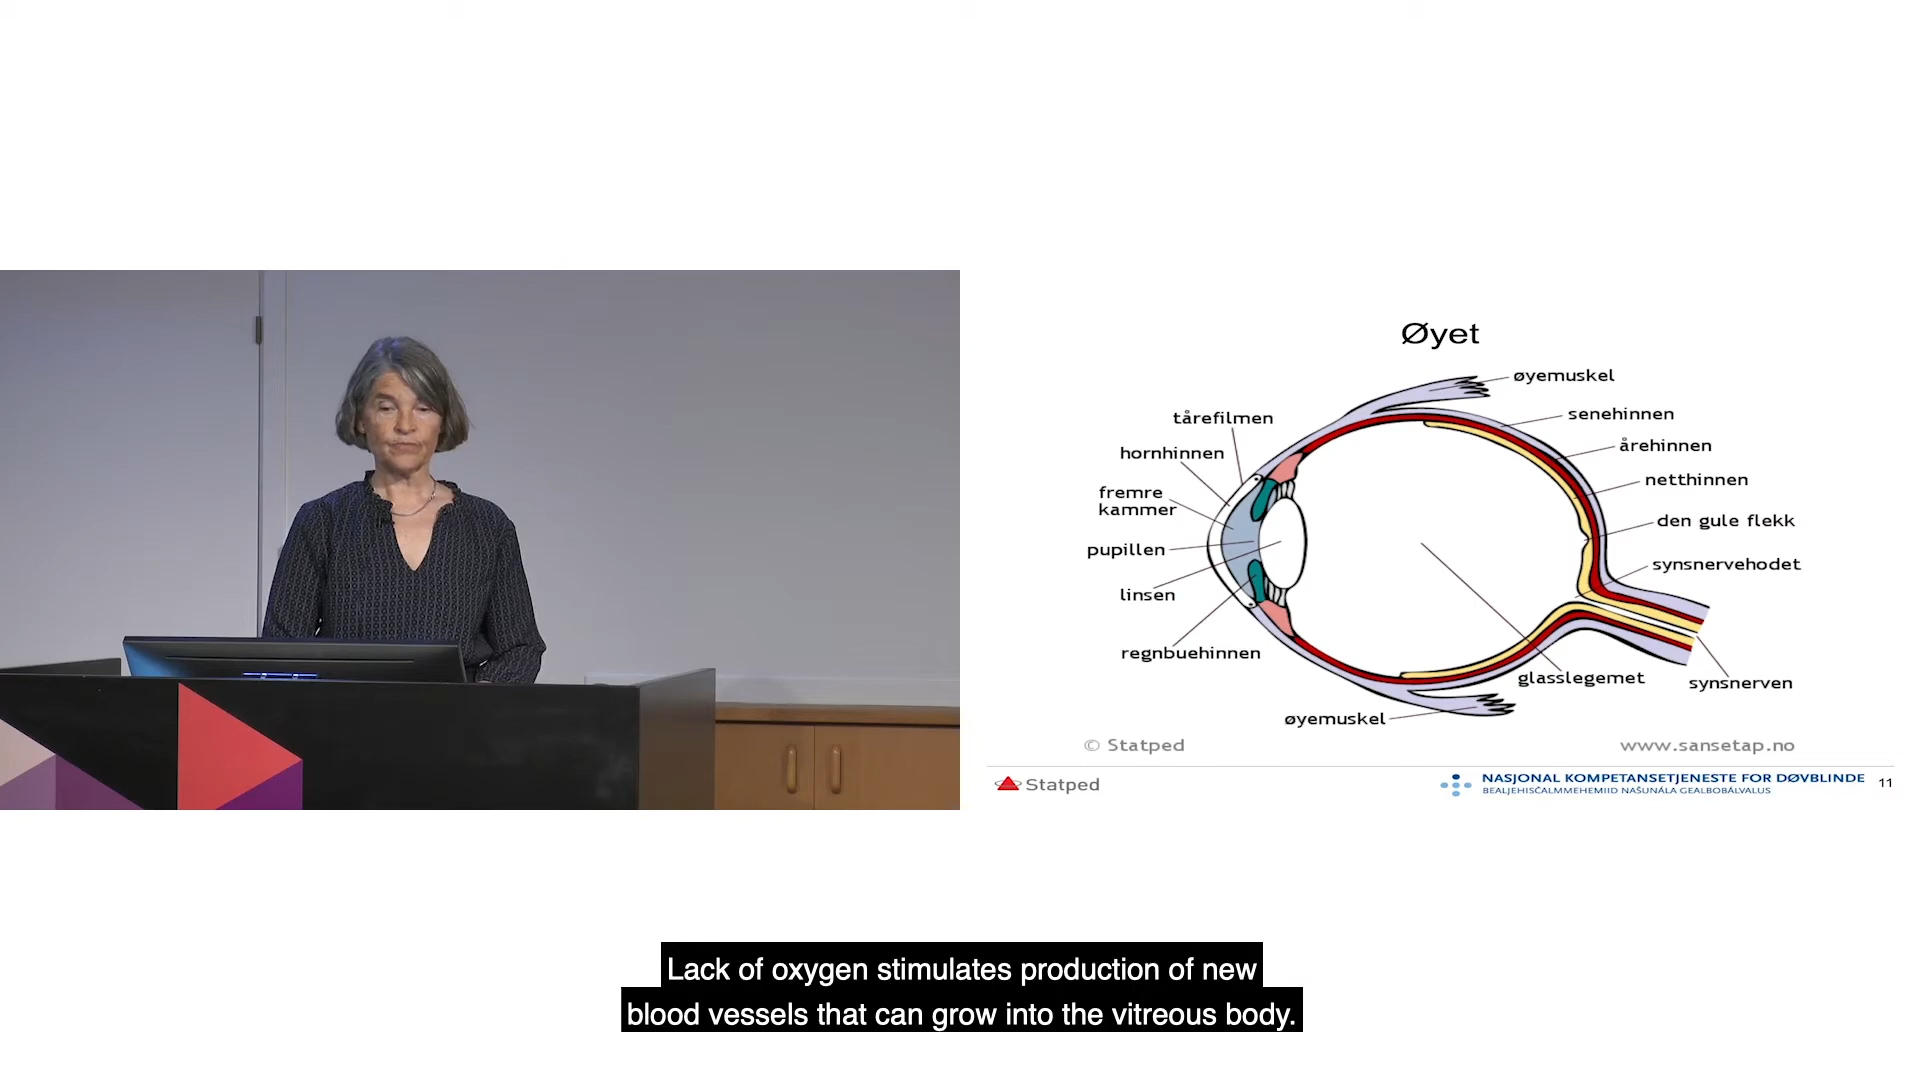 Øyet
øyemuskel
senehinnen
årehinnen
netthinnen
den gule flekk
synsnervehodet
synsnerven
glasslegemet
tårefilmen
hornhinnen
fremre
kammer
pupillen
linsen
regnbuehinnen
øyemuskel
© Statped
www.sansetap.no
Statped
NASJONAL KOMPETANSETJENESTE FOR DØVBLINDE
BEALJEHISČALMMEHEMIID NAŠUNÁLA GEALBOBÁLVALUS
11
Lack of oxygen stimulates production of new
blood vessels that can grow into the vitreous body.